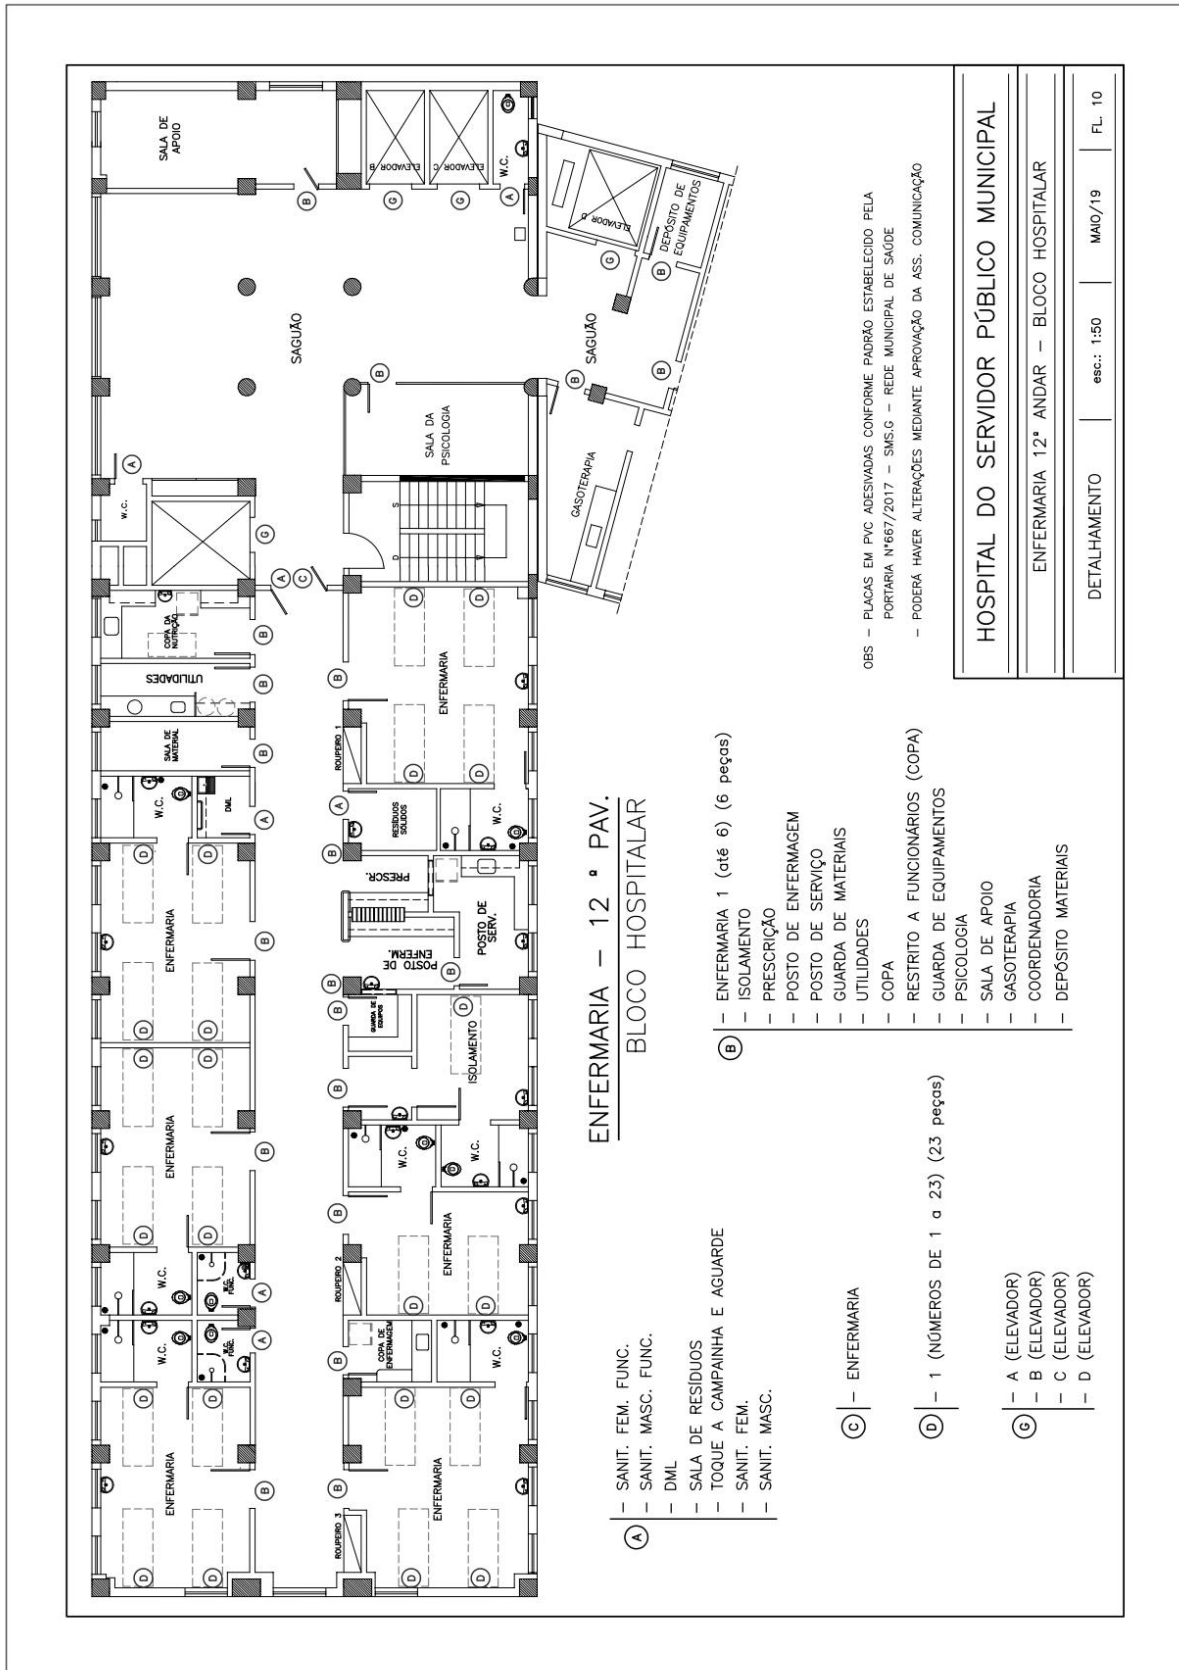 D
D
D
D
D
D
W.C.
A
SALA DE
APOIO
ENFERMARIA
W.C.
W.C.
ENFERMARIA
ENFERMARIA
W.C.
SALA DE
MATERIAL
UTILIDADES
COPA DA
NUTRIÇÃO
D
D
W.C.
FUNC.
W.C.
FUNC.
D
D
D
D
DML
B
A
A
B
B
A
B
B
B
G
A
C
SAGUÃO
B
ROUPEIRO 3
B
B
ROUPEIRO 2
B
B
B
B
B
A
ROUPEIRO 1
B
COPA DE
ENFERMAGEM
GUARDA DE
EQUIPOS
PRESCR.
RESÍDUOS
SÓLIDOS
B
ELEVADOR B
G
D
D
W.C.
D
D
D
D
POSTO DE
ENFERM.
ENFERMARIA
ENFERMARIA
ISOLAMENTO
B
D
POSTO DE
SERV.
ENFERMARIA
SALA DA
PSICOLOGIA
D
S
ELEVADOR C
G
D
D
W.C.
D
W.C.
W.C.
D
D
W.C.
A
GASOTERAPIA
B
SAGUÃO
ELEVADOR D
G
B
B
DEPÓSITO DE
EQUIPAMENTOS
ENFERMARIA – 12 º PAV.
BLOCO HOSPITALAR
A
– SANIT. FEM. FUNC.
– SANIT. MASC. FUNC.
– DML
– SALA DE RESÍDUOS
– TOQUE A CAMPAINHA E AGUARDE
– SANIT. FEM.
– SANIT. MASC.
C – ENFERMARIA
D – 1 (NÚMEROS DE 1 a 23) (23 peças)
G – A (ELEVADOR)
– B (ELEVADOR)
– C (ELEVADOR)
– D (ELEVADOR)
B – ENFERMARIA 1 (até 6) (6 peças)
– ISOLAMENTO
– PRESCRIÇÃO
– POSTO DE ENFERMAGEM
– POSTO DE SERVIÇO
– GUARDA DE MATERIAIS
– UTILIDADES
– COPA
– RESTRITO A FUNCIONÁRIOS (COPA)
– GUARDA DE EQUIPAMENTOS
– PSICOLOGIA
– SALA DE APOIO
– GASOTERAPIA
– COORDENADORIA
– DEPÓSITO MATERIAIS
OBS – PLACAS EM PVC ADESIVADAS CONFORME PADRÃO ESTABELECIDO PELA
PORTARIA Nº667/2017 – SMS.G – REDE MUNICIPAL DE SAÚDE
– PODERÁ HAVER ALTERAÇÕES MEDIANTE APROVAÇÃO DA ASS. COMUNICAÇÃO
HOSPITAL DO SERVIDOR PÚBLICO MUNICIPAL
ENFERMARIA 12ª ANDAR – BLOCO HOSPITALAR
DETALHAMENTO esc.: 1:50 MAIO/19 FL. 10